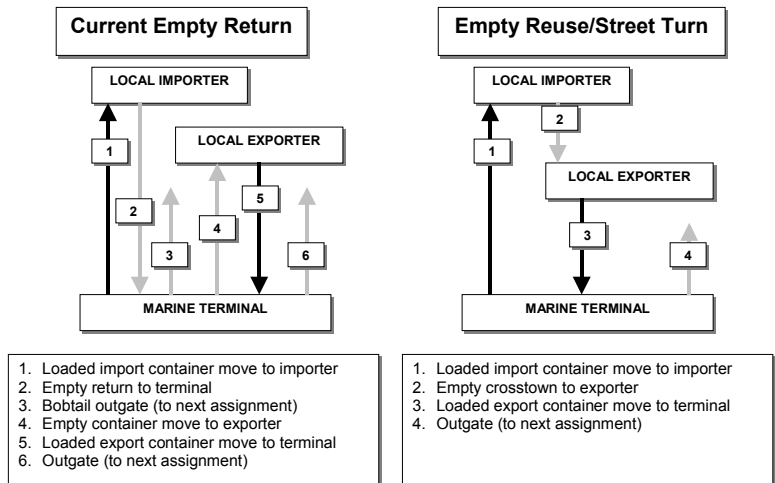 Current Empty Return
LOCAL IMPORTER
LOCAL EXPORTER
1
2
3
4
5
6
MARINE TERMINAL
1. Loaded import container move to importer
2. Empty return to terminal
3. Bobtail outgate (to next assignment)
4. Empty container move to exporter
5. Loaded export container move to terminal
6. Outgate (to next assignment)
Empty Reuse/Street Turn
LOCAL IMPORTER
2
1
LOCAL EXPORTER
3
4
MARINE TERMINAL
1. Loaded import container move to importer
2. Empty crosstown to exporter
3. Loaded export container move to terminal
4. Outgate (to next assignment)